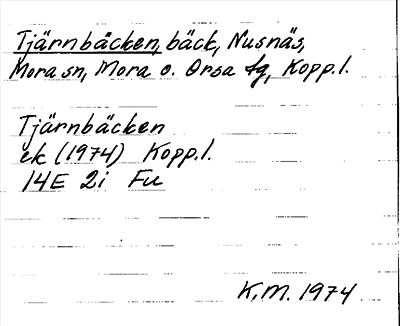 Tjärnbäcken, bäck, Nusnäs,
Mora sn, Mora o. Orsa tg, Kopp.l.
Tjärnbäcken
ek (1974) Kopp.l.
14E 2i Fu
K.M. 1974